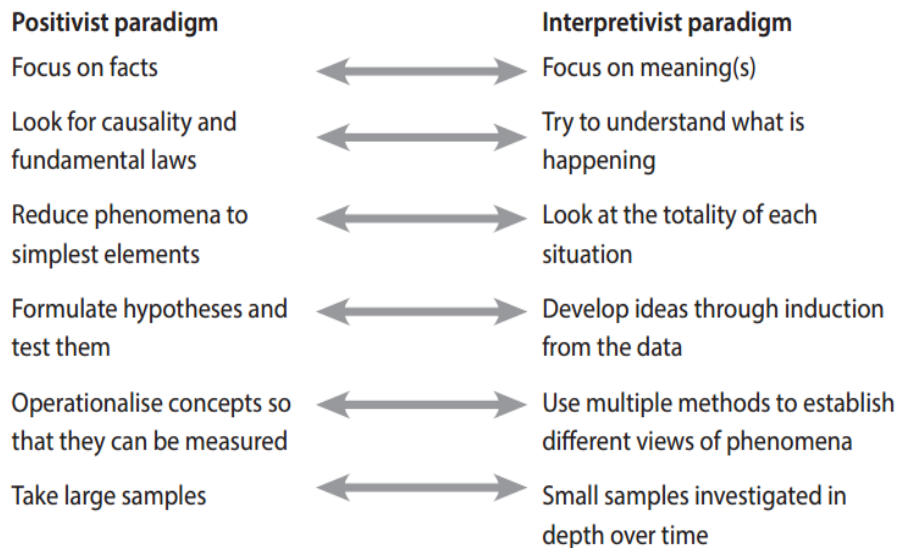 Positivist paradigm
Interpretivist paradigm
Focus on facts
Focus on meaning(s)
Look for causality and
fundamental laws
Try to understand what is
happening
Reduce phenomena to
simplest elements
Look at the totality of each
situation
Formulate hypotheses and
test them
Develop ideas through induction
from the data
Operationalise concepts so
that they can be measured
Use multiple methods to establish
different views of phenomena
Take large samples
Small samples investigated in
depth over time